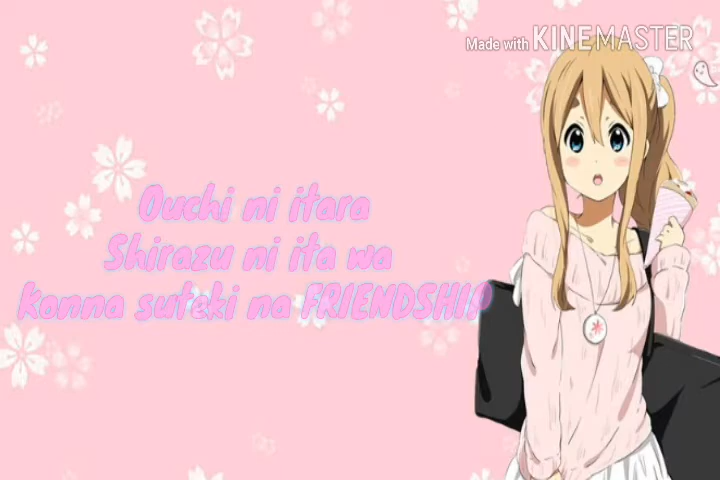 Made with KINEMASTER
Ouchi ni itara
Shirazu ni ita wa
Konna suteki na FRIENDSHIP